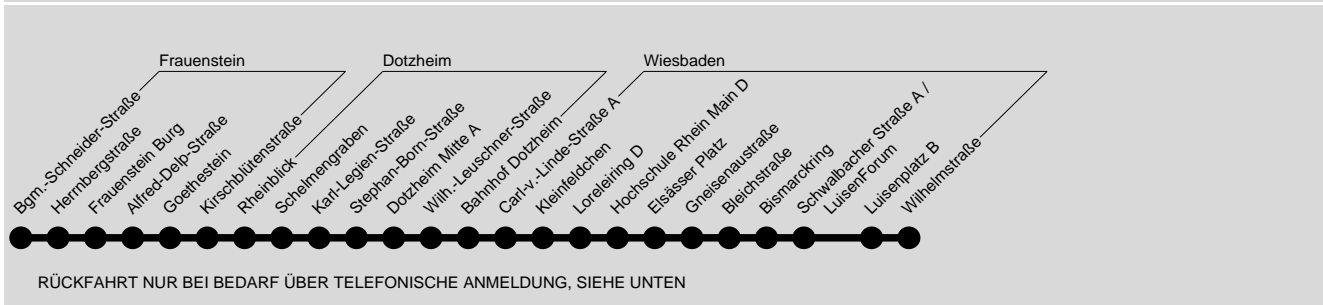 Frauenstein
Dotzheim
Wiesbaden
Bgm.-Schneider-Straße
Herrnbergstraße
Frauenstein Burg
Alfred-Delp-Straße
Goethestein
Kirschblütenstraße
Rheinblick
Schelmengraben
Karl-Legien-Straße
Stephan-Born-Straße
Dotzheim Mitte A
Wilh.-Leuschner-Straße
Bahnhof Dotzheim
Carl-v.-Linde-Straße A
Kleinfeldchen
Loreleiring D
Hochschule Rhein Main D
Elsässer Platz
Gneisenaustraße
Bleichstraße
Bismarckring
Schwalbacher Straße A /
LuisenForum
Luisenplatz B
Wilhelmstraße
RÜCKFAHRT NUR BEI BEDARF ÜBER TELEFONISCHE ANMELDUNG, SIEHE UNTEN